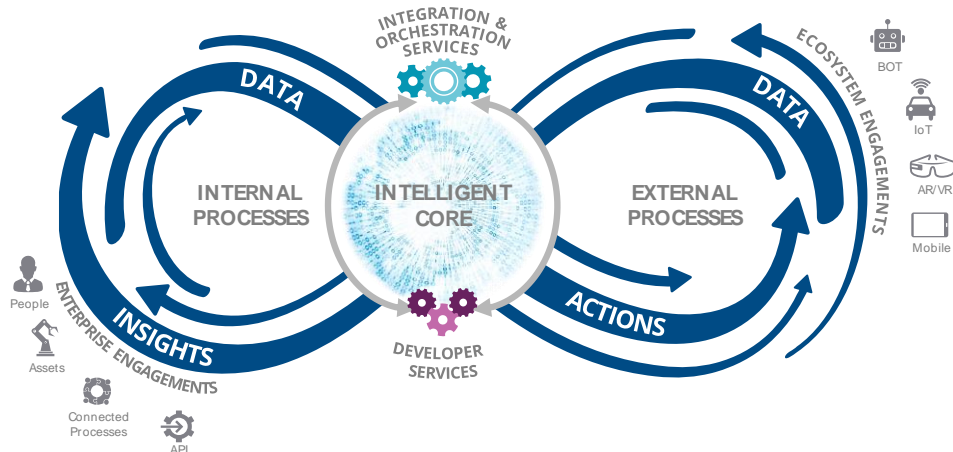 INTEGRATION &
ORCHESTRATION
SERVICES
DATA
DATA
ECOSYSTEM ENGAGEMENTS
BOT
IoT
AR/VR
Mobile
INTERNAL
PROCESSES
INTELLIGENT
CORE
EXTERNAL
PROCESSES
People
Assets
Connected
Processes
API
ENTERPRISE ENGAGEMENTS
INSIGHTS
ACTIONS
DEVELOPER
SERVICES